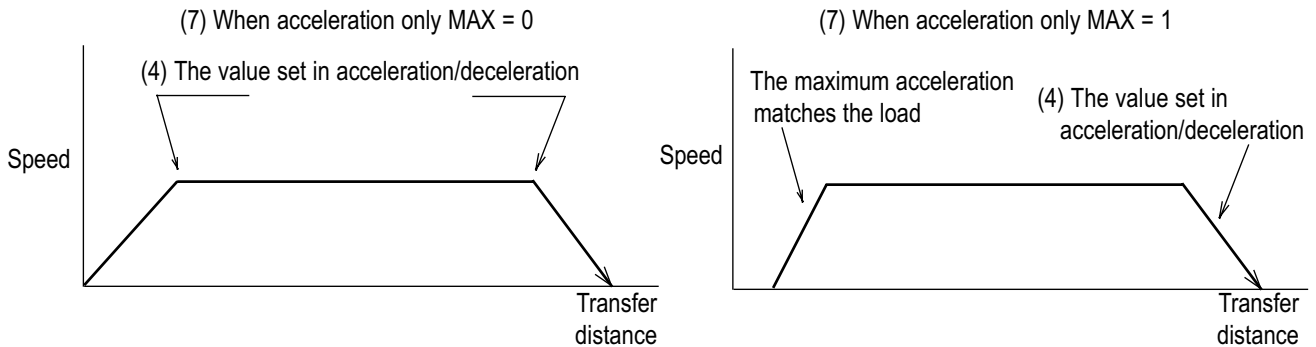 (7) When acceleration only MAX = 0
(4) The value set in acceleration/deceleration
Speed
Transfer
distance
(7) When acceleration only MAX = 1
The maximum acceleration
matches the load
(4) The value set in
acceleration/deceleration
Speed
Transfer
distance